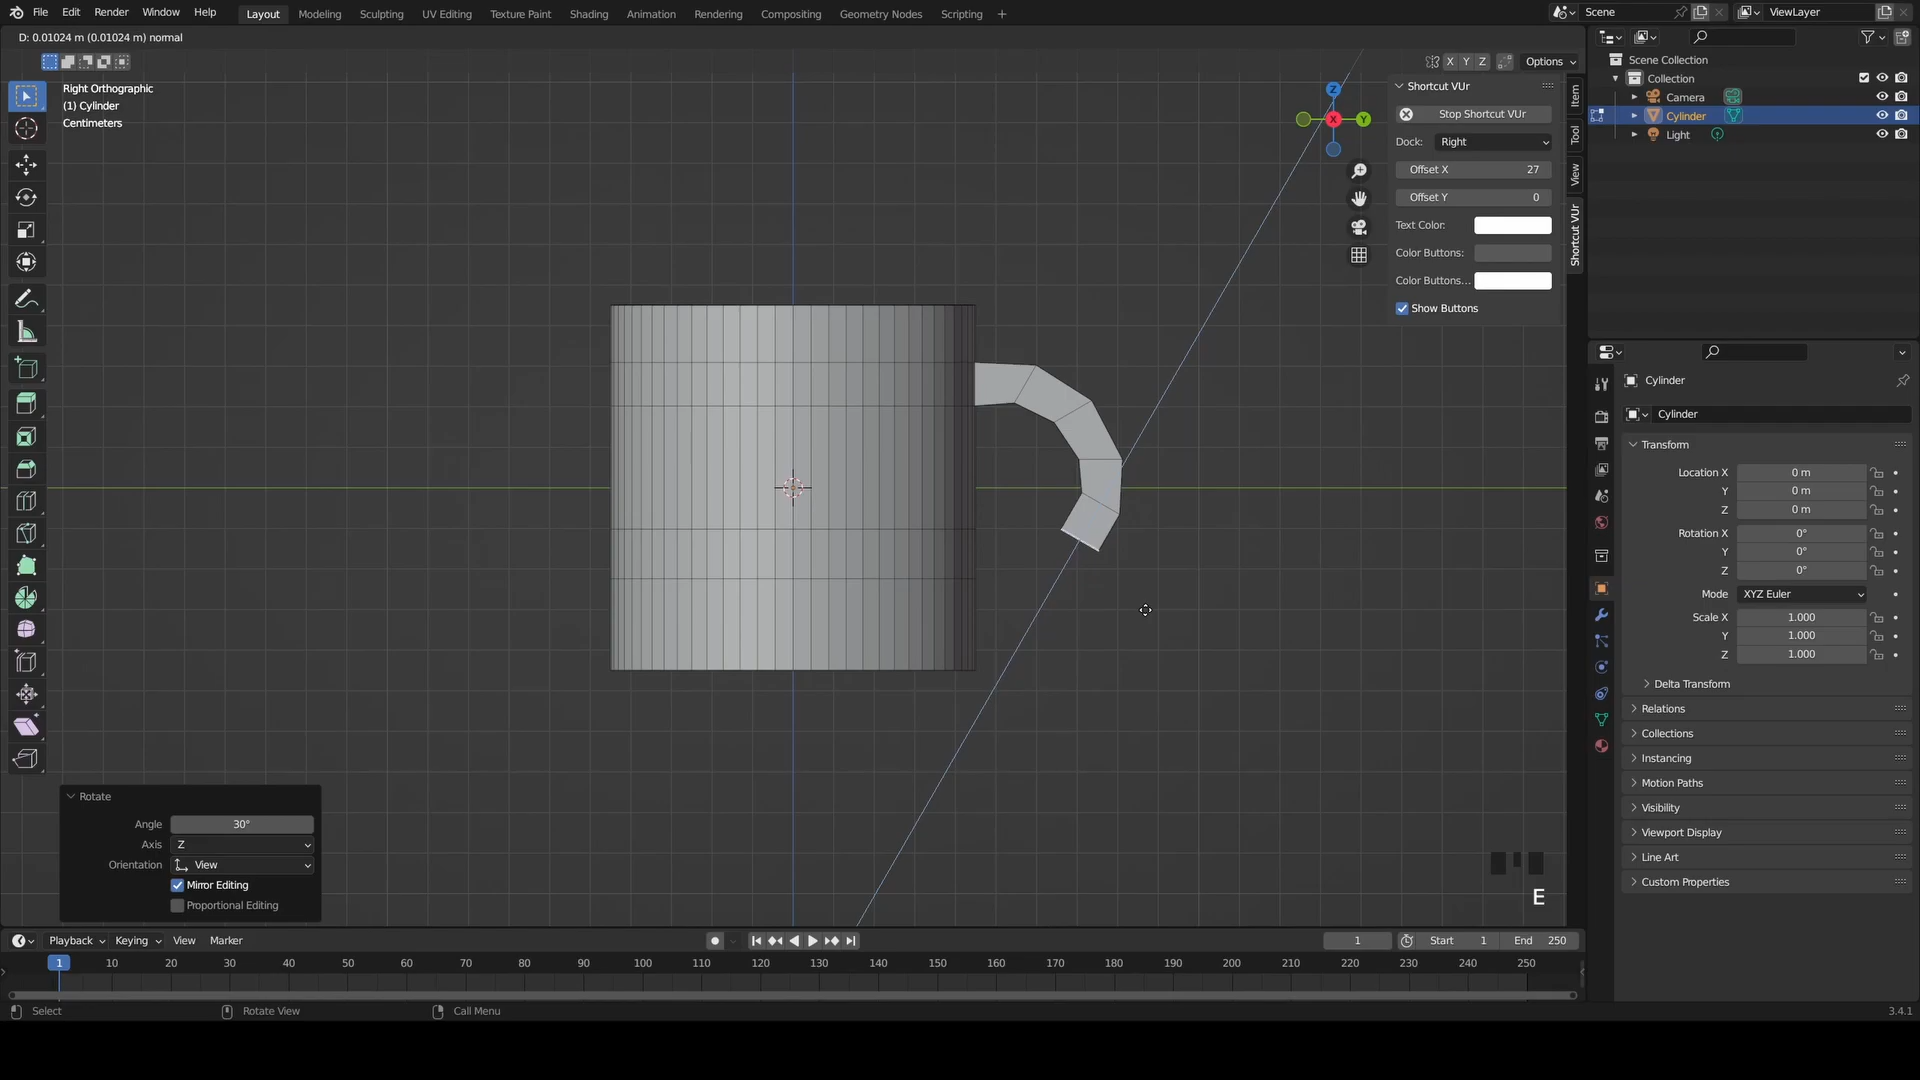 File Edit Render Window Help Layout Modeling Sculpting UV Editing Texture Paint Shading Animation Rendering Compositing Geometry Nodes Scripting + Scene ViewLayer
D: 0.01024 m (0.01024 m) normal
X Y Z Options
Right Orthographic
(1) Cylinder
Centimeters
Z
X
Y
Shortcut VUr
Stop Shortcut VUr
Dock: Right
Offset X 27
Offset Y 0
Text Color:
Color Buttons:
Color Buttons...
Show Buttons
Item
Tool
View
Shortcut VUr
Scene Collection
Collection
Camera
Cylinder
Light
Cylinder
Cylinder
Transform
Location X 0 m
Y 0 m
Z 0 m
Rotation X 0°
Y 0°
Z 0°
Mode XYZ Euler
Scale X 1.000
Y 1.000
Z 1.000
Delta Transform
Relations
Collections
Instancing
Motion Paths
Visibility
Viewport Display
Line Art
Custom Properties
Rotate
Angle 30°
Axis Z
Orientation View
Mirror Editing
Proportional Editing
E
Playback Keying View Marker 1 Start 1 End 250
1 10 20 30 40 50 60 70 80 90 100 110 120 130 140 150 160 170 180 190 200 210 220 230 240 250
Select Rotate View Call Menu 3.4.1